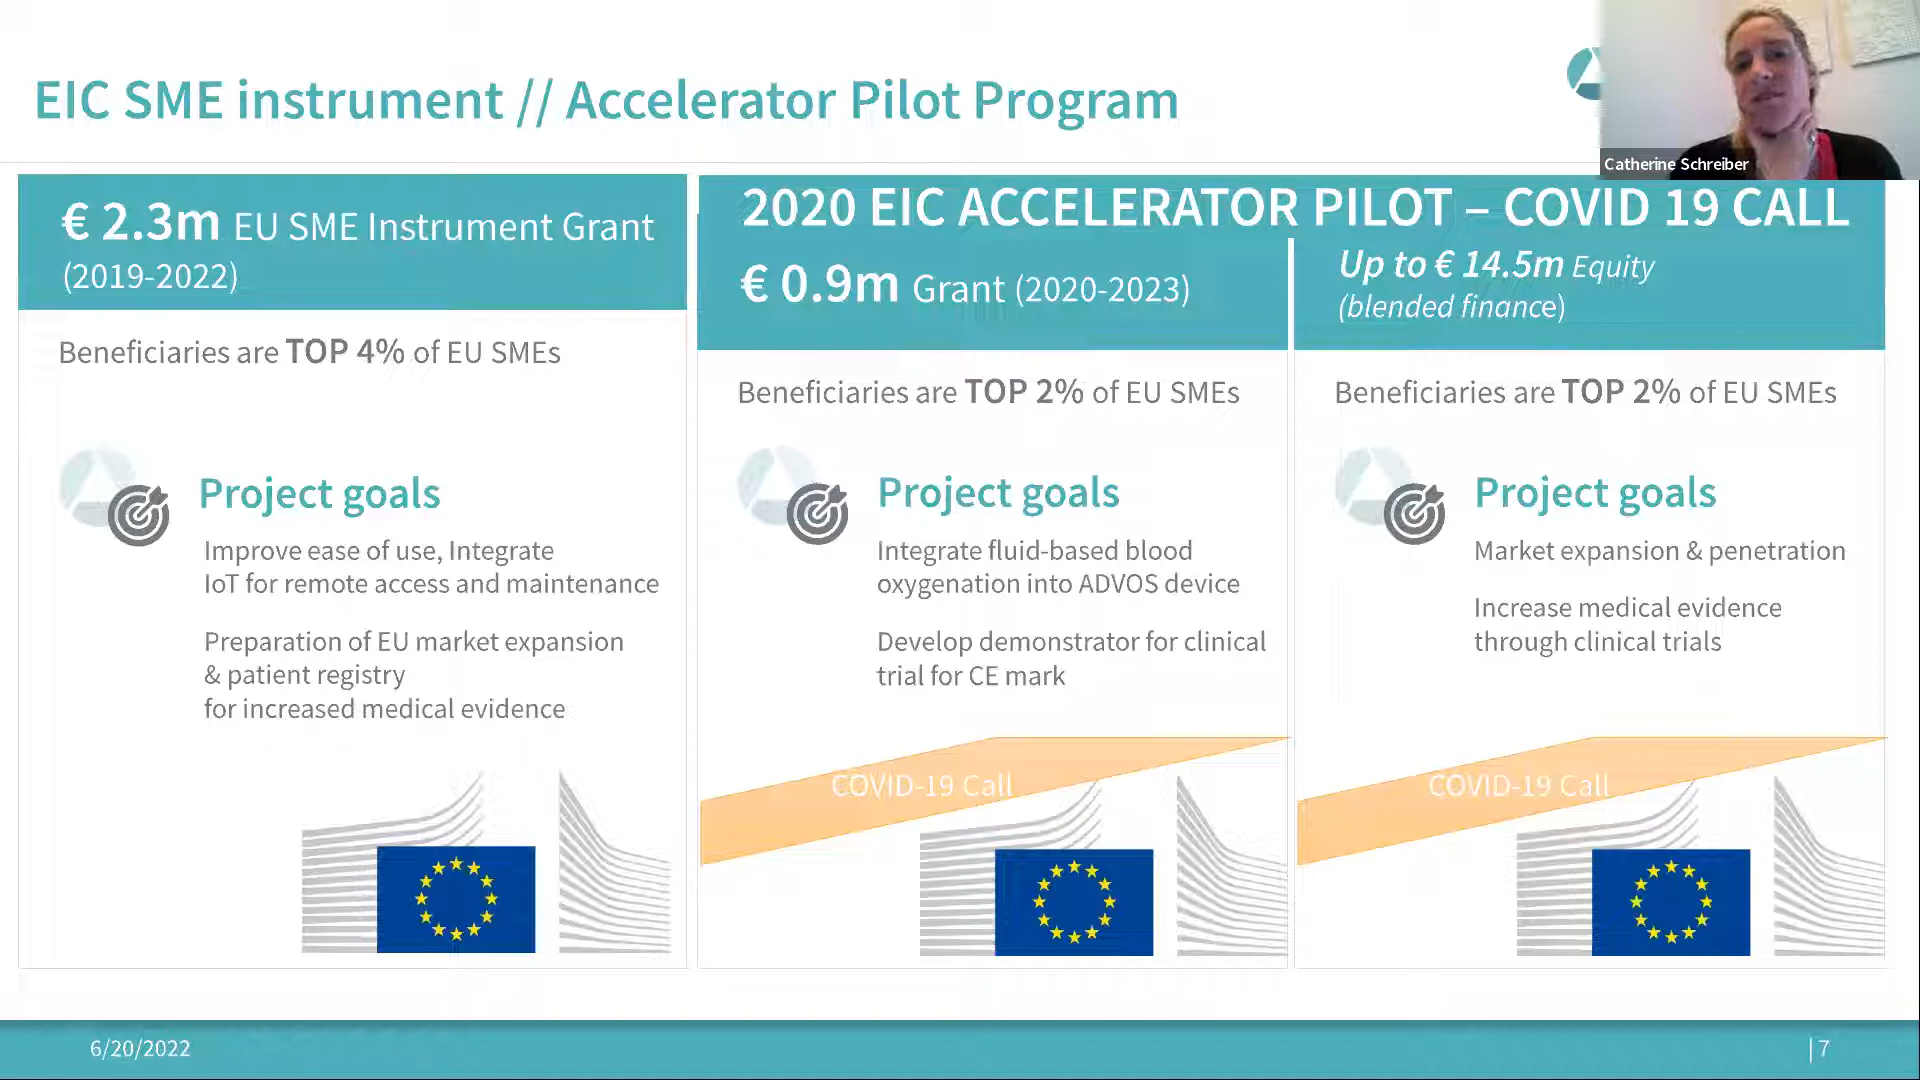 EIC SME instrument // Accelerator Pilot Program
Catherine Schreiber
€ 2.3m EU SME Instrument Grant
(2019-2022)
Beneficiaries are TOP 4% of EU SMEs
Project goals
Improve ease of use, Integrate
IoT for remote access and maintenance
Preparation of EU market expansion
& patient registry
for increased medical evidence
2020 EIC ACCELERATOR PILOT – COVID 19 CALL
€ 0.9m Grant (2020-2023)
Beneficiaries are TOP 2% of EU SMEs
Project goals
Integrate fluid-based blood
oxygenation into ADVOS device
Develop demonstrator for clinical
trial for CE mark
COVID-19 Call
Up to € 14.5m Equity
(blended finance)
Beneficiaries are TOP 2% of EU SMEs
Project goals
Market expansion & penetration
Increase medical evidence
through clinical trials
COVID-19 Call
6/20/2022
| 7